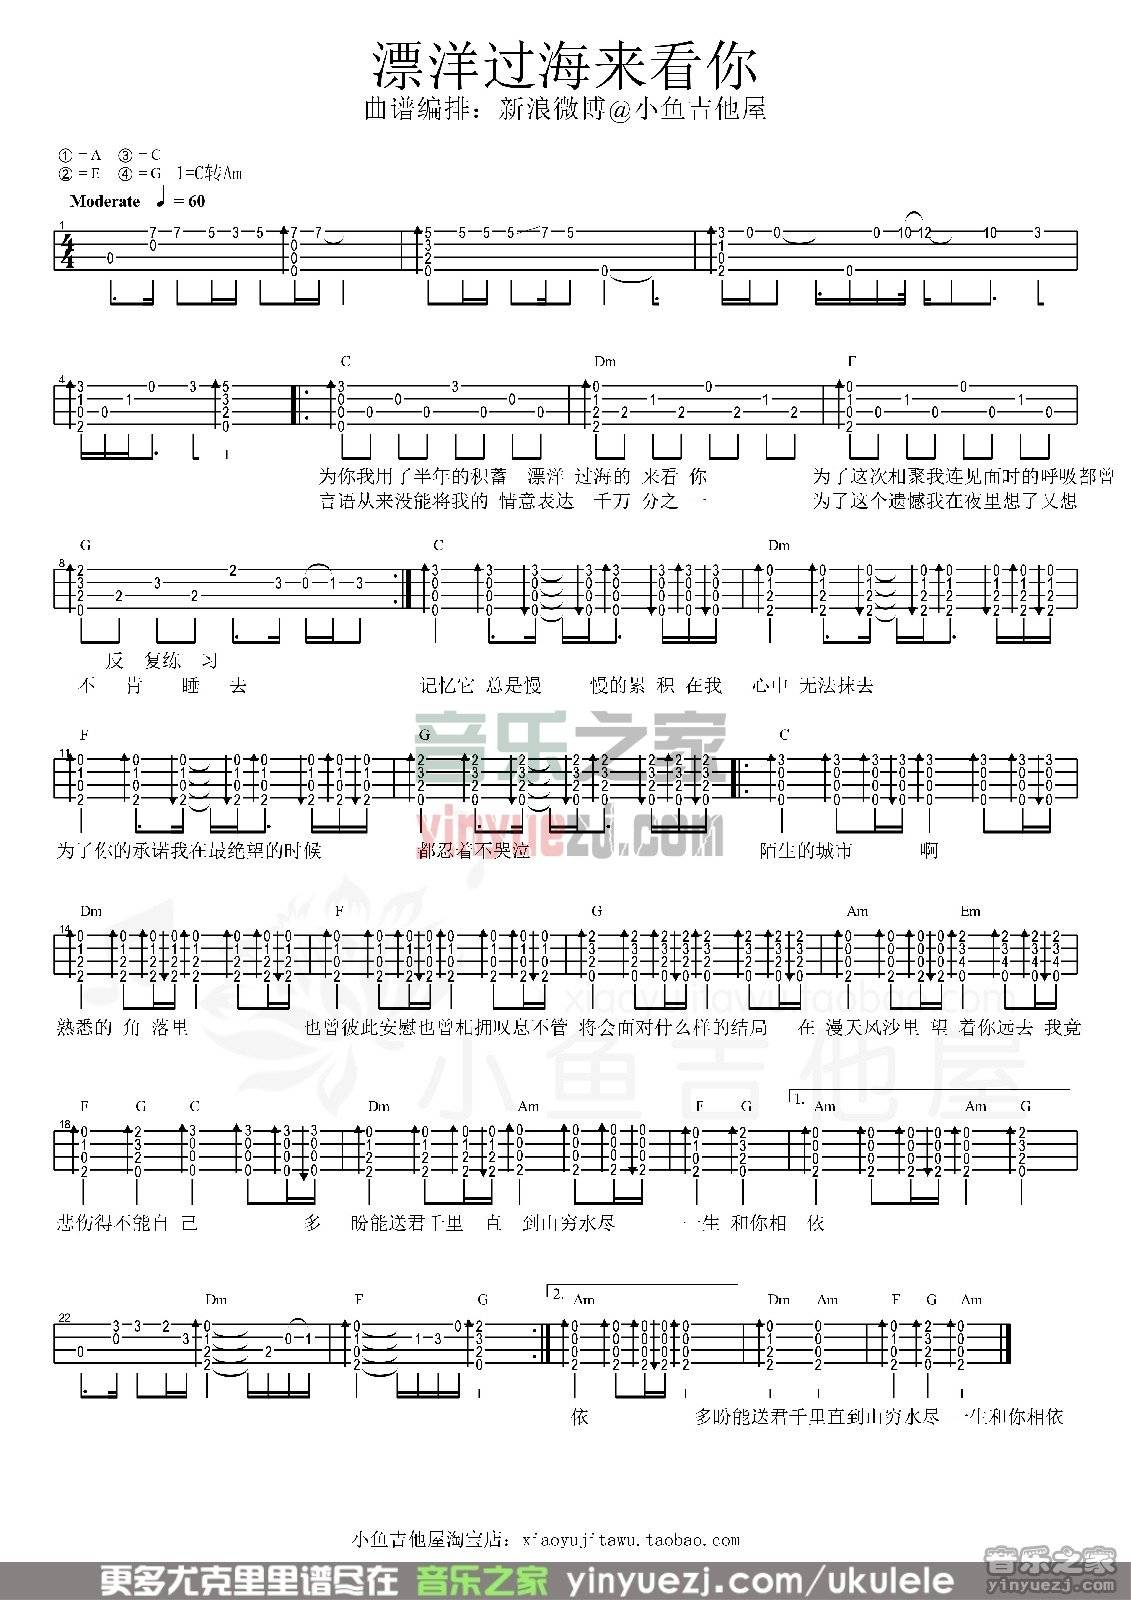 漂洋过海来看你
曲谱编排：新浪微博@小鱼吉他屋
①=A ③=C
②=E ④=G 1=C转Am
Moderate ♩=60
C Dm F
为你我用了半年的积蓄 漂洋 过海的 来看 你 为了这次相聚我连见面时的呼吸都曾
言语从来没能将我的 情意表达 千万 分之 一 为了这个遗憾我在夜里想了又想
G C Dm
反 复练 习
不 肯 睡 去 记忆它 总是慢 慢的累 积 在我 心中 无法抹去
F G C
为了你的承诺我在最绝望的时候 都忍着不哭泣 陌生的城市 啊
音乐之家
yinyuezj.com
Dm F G Am Em
熟悉的 角 落里 也曾彼此安慰也曾相拥叹息不管 将会面对什么样的结局 在 漫天风沙里 望 着你远去 我竟
xiaoyujitawu.taobao.com
小鱼吉他屋
F G C Dm Am F G 1. Am Am G
悲伤得不能自己 多 盼能送君千里 直 到山穷水尽 一生 和你相 依
Dm F G 2. Am Dm Am F G Am
依 多盼能送君千里直到山穷水尽 一生和你相依
小鱼吉他屋淘宝店：xiaoyujitawu.taobao.com
更多尤克里里谱尽在 音乐之家 yinyuezj.com/ukulele
音乐之家
yinyuezj.com